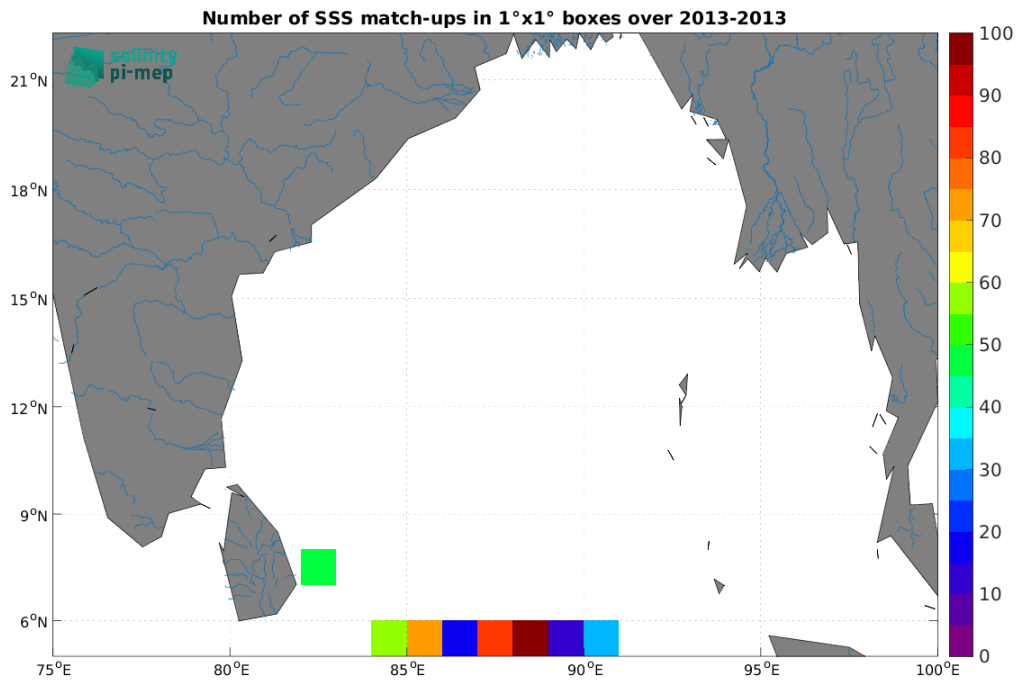 Number of SSS match-ups in 1°x1° boxes over 2013-2013
salinity
pi-mep
21°N
18°N
15°N
12°N
9°N
6°N
75°E
80°E
85°E
90°E
95°E
100°E
100
90
80
70
60
50
40
30
20
10
0